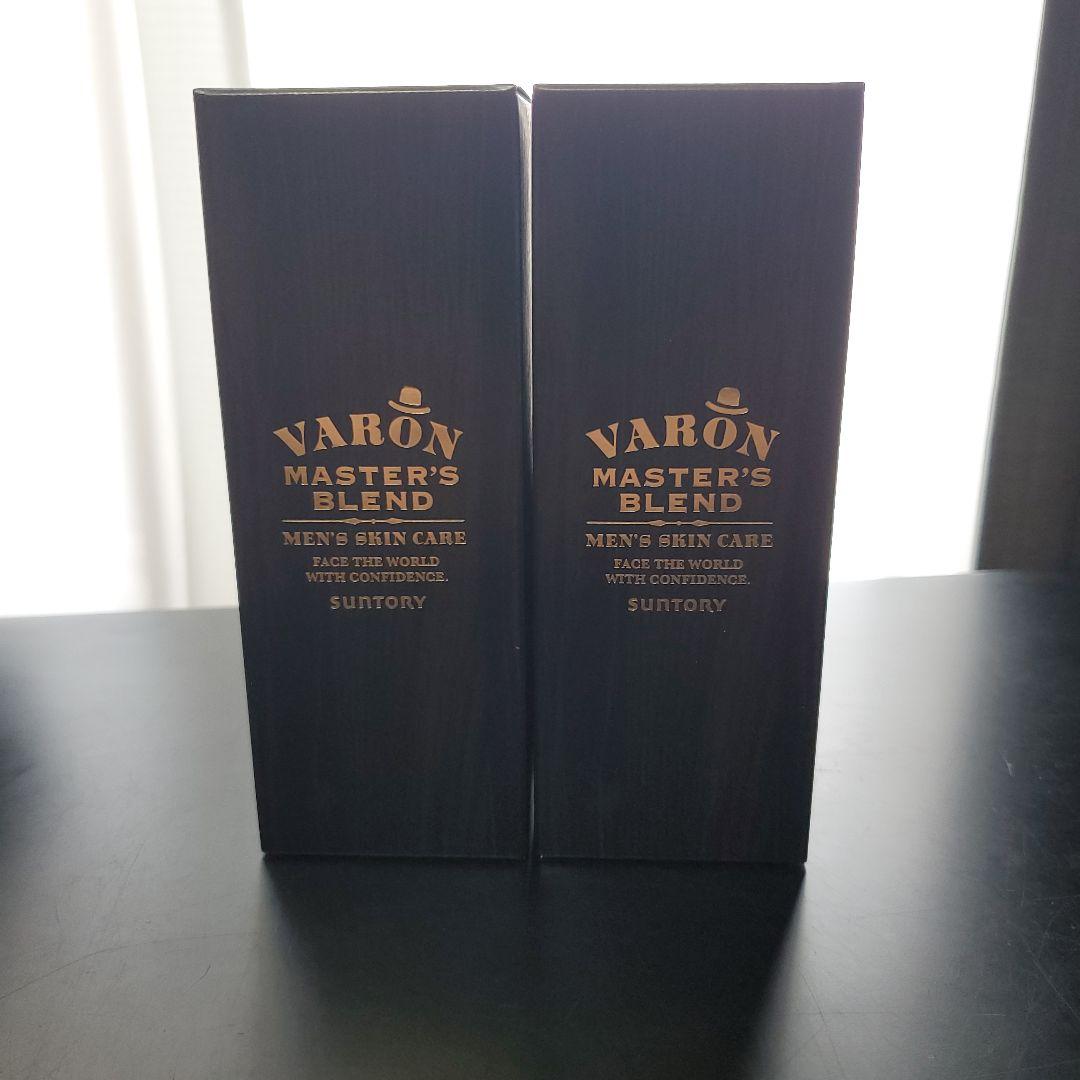 VARON
MASTER'S
BLEND
MEN'S SKIN CARE
FACE THE WORLD
WITH CONFIDENCE.
SUNTORY
VARON
MASTER'S
BLEND
MEN'S SKIN CARE
FACE THE WORLD
WITH CONFIDENCE.
SUNTORY